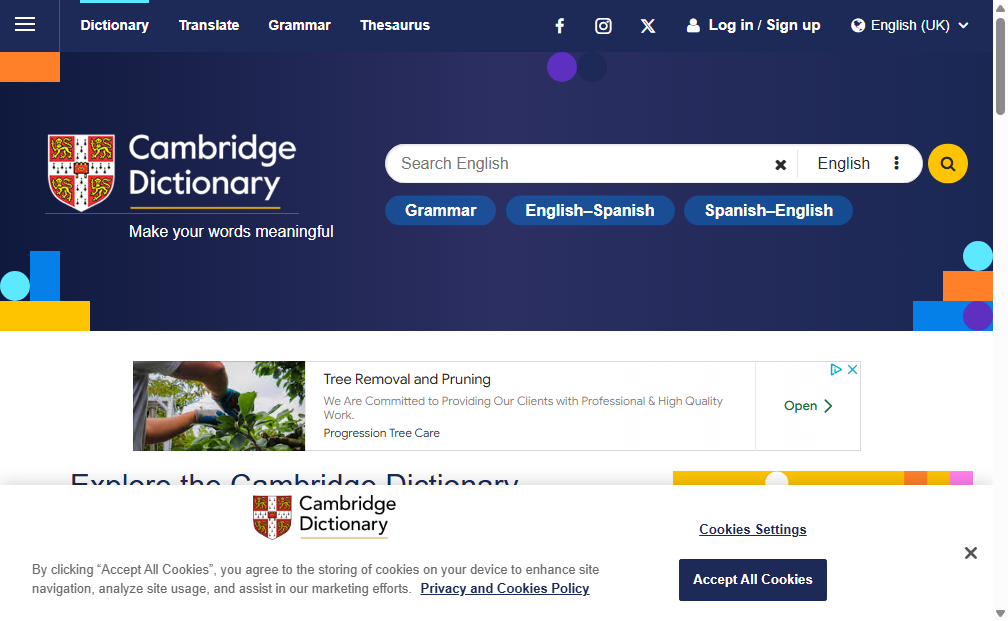 Dictionary
Translate
Grammar
Thesaurus
Log in / Sign up
English (UK)
Cambridge
Dictionary
Make your words meaningful
Search English
English
Grammar
English–Spanish
Spanish–English
Tree Removal and Pruning
We Are Committed to Providing Our Clients with Professional & High Quality
Work.
Progression Tree Care
Open
Explore the Cambridge Dictionary
Cambridge
Dictionary
By clicking “Accept All Cookies”, you agree to the storing of cookies on your device to enhance site
navigation, analyze site usage, and assist in our marketing efforts. Privacy and Cookies Policy
Cookies Settings
Accept All Cookies